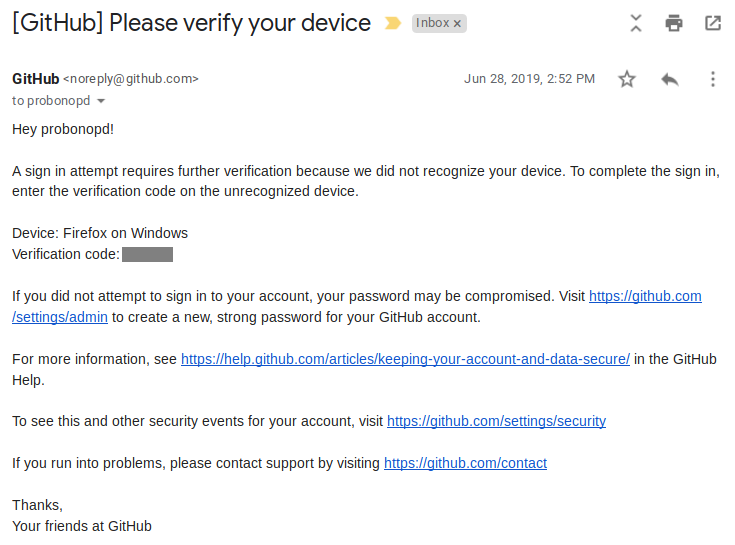 [GitHub] Please verify your device Inbox ×
GitHub <noreply@github.com> Jun 28, 2019, 2:52 PM
to probonopd
Hey probonopd!
A sign in attempt requires further verification because we did not recognize your device. To complete the sign in,
enter the verification code on the unrecognized device.
Device: Firefox on Windows
Verification code:
If you did not attempt to sign in to your account, your password may be compromised. Visit https://github.com
/settings/admin to create a new, strong password for your GitHub account.
For more information, see https://help.github.com/articles/keeping-your-account-and-data-secure/ in the GitHub
Help.
To see this and other security events for your account, visit https://github.com/settings/security
If you run into problems, please contact support by visiting https://github.com/contact
Thanks,
Your friends at GitHub